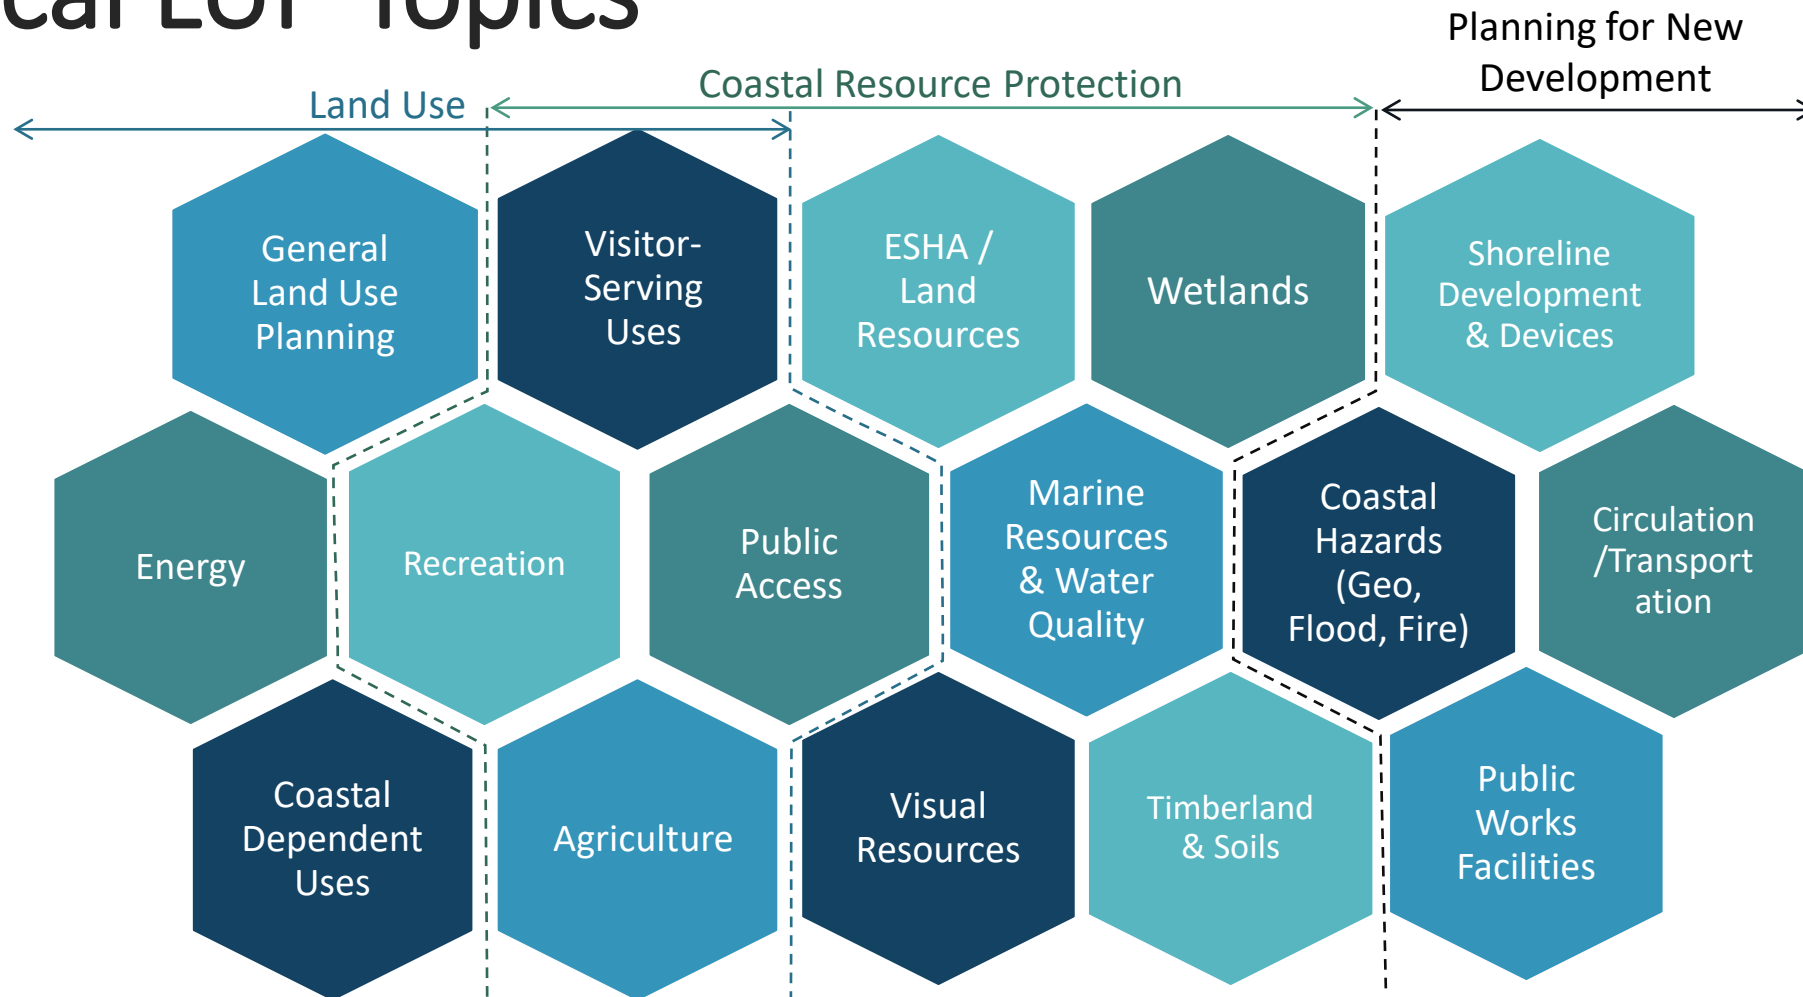 Topics
Planning for New
Development
Coastal Resource Protection
Land Use
General
Land Use
Planning
Visitor-
Serving
Uses
ESHA /
Land
Resources
Wetlands
Shoreline
Development
& Devices
Energy
Recreation
Public
Access
Marine
Resources
& Water
Quality
Coastal
Hazards
(Geo,
Flood, Fire)
Circulation
/Transport
ation
Coastal
Dependent
Uses
Agriculture
Visual
Resources
Timberland
& Soils
Public
Works
Facilities